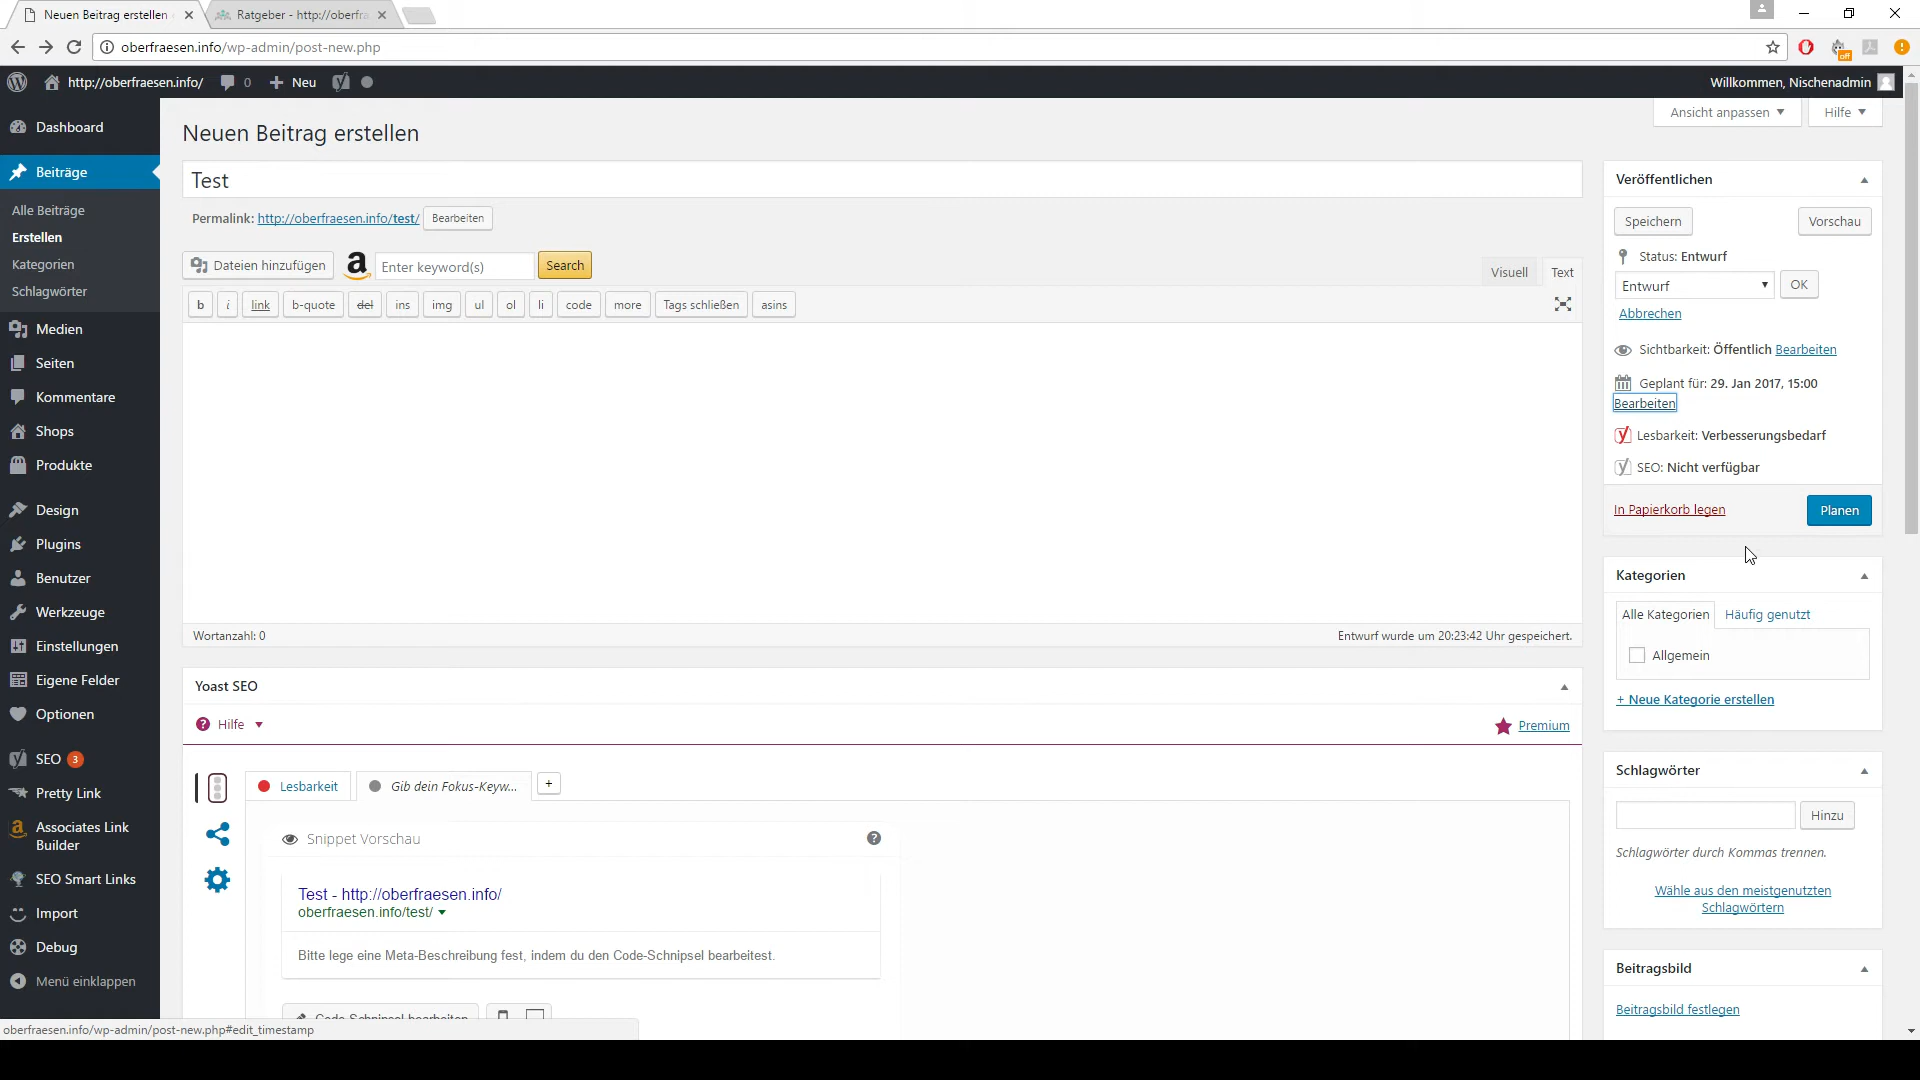 Neuen Beitrag erstellen
Ratgeber - http://oberfra
oberfraesen.info/wp-admin/post-new.php
off
http://oberfraesen.info/
0
Neu
Willkommen, Nischenadmin
Dashboard
Beiträge
Alle Beiträge
Erstellen
Kategorien
Schlagwörter
Medien
Seiten
Kommentare
Shops
Produkte
Design
Plugins
Benutzer
Werkzeuge
Einstellungen
Eigene Felder
Optionen
SEO 3
Pretty Link
Associates Link
Builder
SEO Smart Links
Import
Debug
Menü einklappen
Ansicht anpassen
Hilfe
Neuen Beitrag erstellen
Test
Permalink: http://oberfraesen.info/test/ Bearbeiten
Dateien hinzufügen
a
Enter keyword(s)
Search
Visuell
Text
b i link b-quote del ins img ul ol li code more Tags schließen asins
Wortanzahl: 0
Entwurf wurde um 20:23:42 Uhr gespeichert.
Yoast SEO
Hilfe
Premium
Lesbarkeit
Gib dein Fokus-Keyw...
+
Snippet Vorschau
Test - http://oberfraesen.info/
oberfraesen.info/test/
Bitte lege eine Meta-Beschreibung fest, indem du den Code-Schnipsel bearbeitest.
Code-Schnipsel bearbeiten
Veröffentlichen
Speichern
Vorschau
Status: Entwurf
Entwurf
OK
Abbrechen
Sichtbarkeit: Öffentlich Bearbeiten
Geplant für: 29. Jan 2017, 15:00
Bearbeiten
Lesbarkeit: Verbesserungsbedarf
SEO: Nicht verfügbar
In Papierkorb legen
Planen
Kategorien
Alle Kategorien
Häufig genutzt
Allgemein
+ Neue Kategorie erstellen
Schlagwörter
Hinzu
Schlagwörter durch Kommas trennen.
Wähle aus den meistgenutzten
Schlagwörtern
Beitragsbild
Beitragsbild festlegen
oberfraesen.info/wp-admin/post-new.php#edit_timestamp